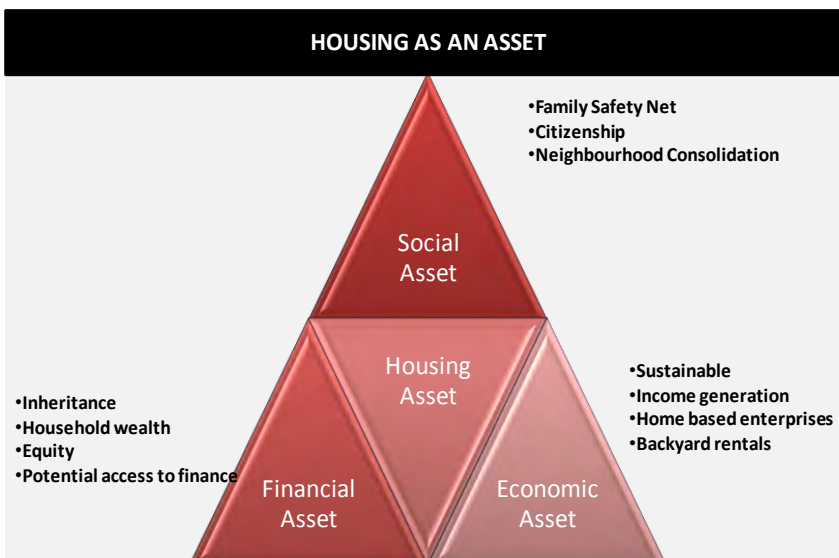 HOUSING AS AN ASSET
•Family Safety Net
•Citizenship
•Neighbourhood Consolidation
Social
Asset
Housing
Asset
•Inheritance
•Household wealth
•Equity
•Potential access to finance
•Sustainable
•Income generation
•Home based enterprises
•Backyard rentals
Financial
Asset
Economic
Asset